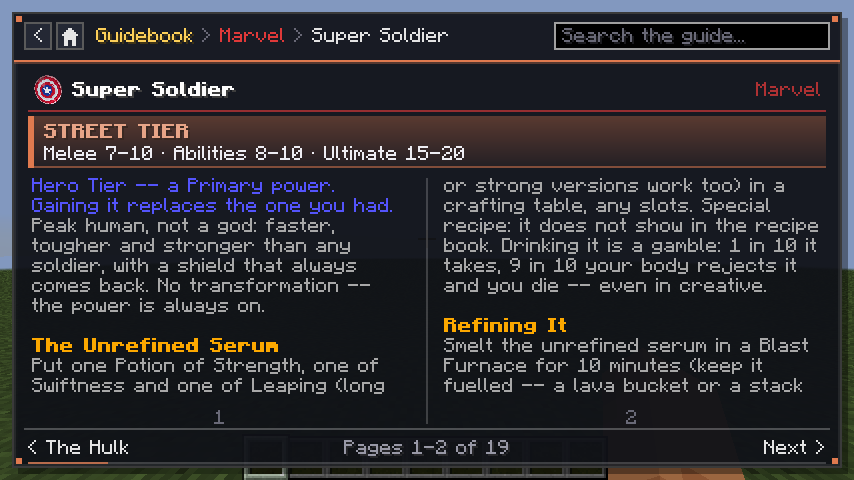 Guidebook > Marvel > Super Soldier
Search the guide...
Super Soldier
Marvel
STREET TIER
Melee 7-10 · Abilities 8-10 · Ultimate 15-20
Hero Tier -- a Primary power.
Gaining it replaces the one you had.
Peak human, not a god: faster,
tougher and stronger than any
soldier, with a shield that always
comes back. No transformation --
the power is always on.
The Unrefined Serum
Put one Potion of Strength, one of
Swiftness and one of Leaping (long
1
or strong versions work too) in a
crafting table, any slots. Special
recipe: it does not show in the recipe
book. Drinking it is a gamble: 1 in 10 it
takes, 9 in 10 your body rejects it
and you die -- even in creative.
Refining It
Smelt the unrefined serum in a Blast
Furnace for 10 minutes (keep it
fuelled -- a lava bucket or a stack
2
< The Hulk
Pages 1-2 of 19
Next >